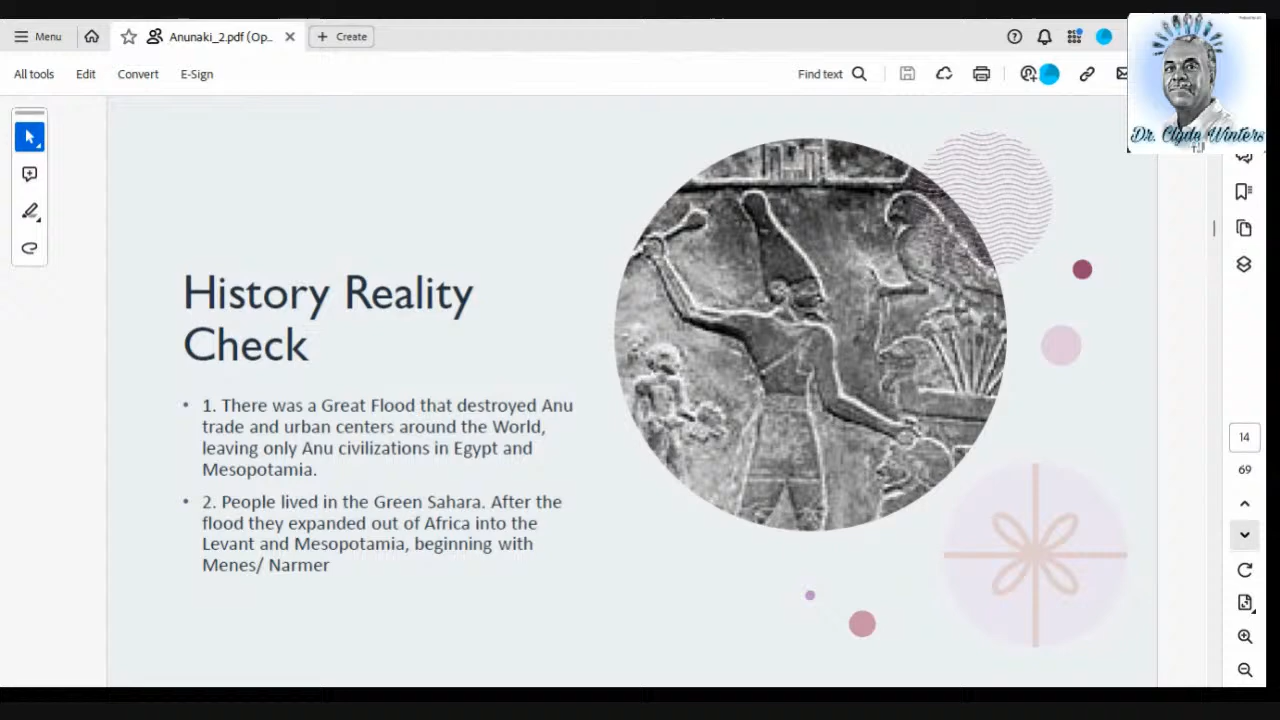 Menu
Anunaki_2.pdf (Op...
Create
All tools
Edit
Convert
E-Sign
Find text
Dr. Clyde Winters
History Reality
Check
• 1. There was a Great Flood that destroyed Anu
trade and urban centers around the World,
leaving only Anu civilizations in Egypt and
Mesopotamia.
• 2. People lived in the Green Sahara. After the
flood they expanded out of Africa into the
Levant and Mesopotamia, beginning with
Menes/ Narmer
14
69